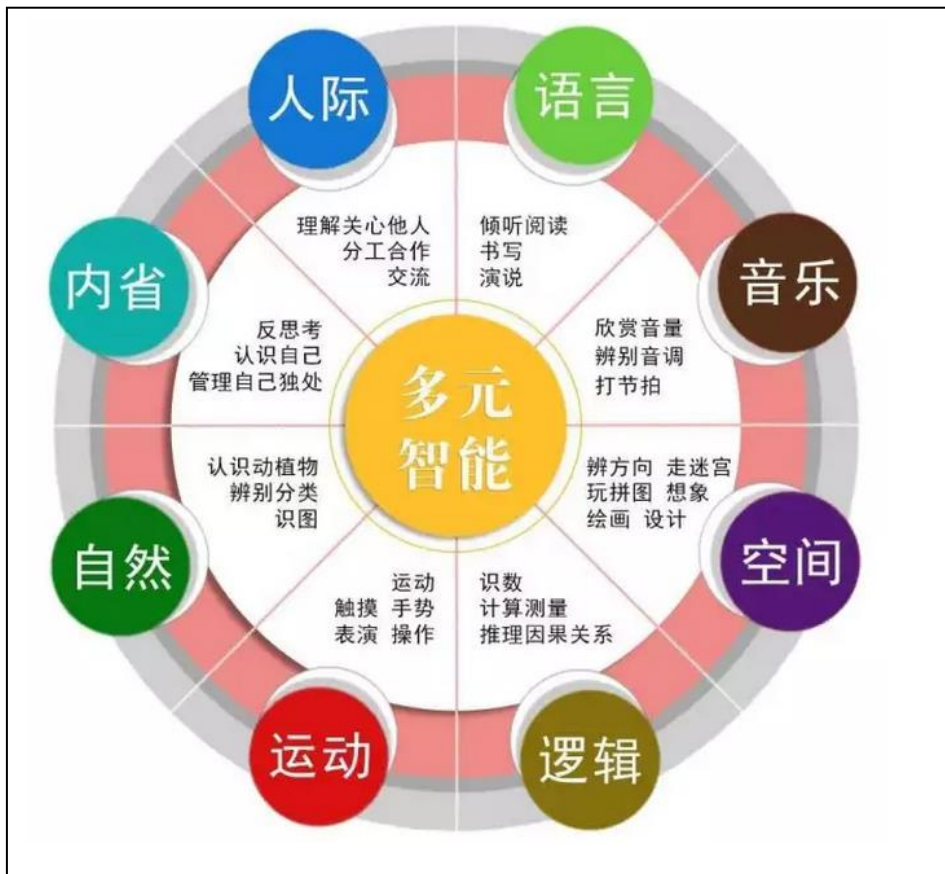 人际
理解关心他人
分工合作
交流
语言
倾听阅读
书写
演说
音乐
欣赏音量
辨别音调
打节拍
空间
辨方向 走迷宫
玩拼图 想象
绘画 设计
逻辑
识数
计算测量
推理因果关系
运动
运动
触摸 手势
表演 操作
自然
认识动植物
辨别分类
识图
内省
反思考
认识自己
管理自己独处
多元
智能